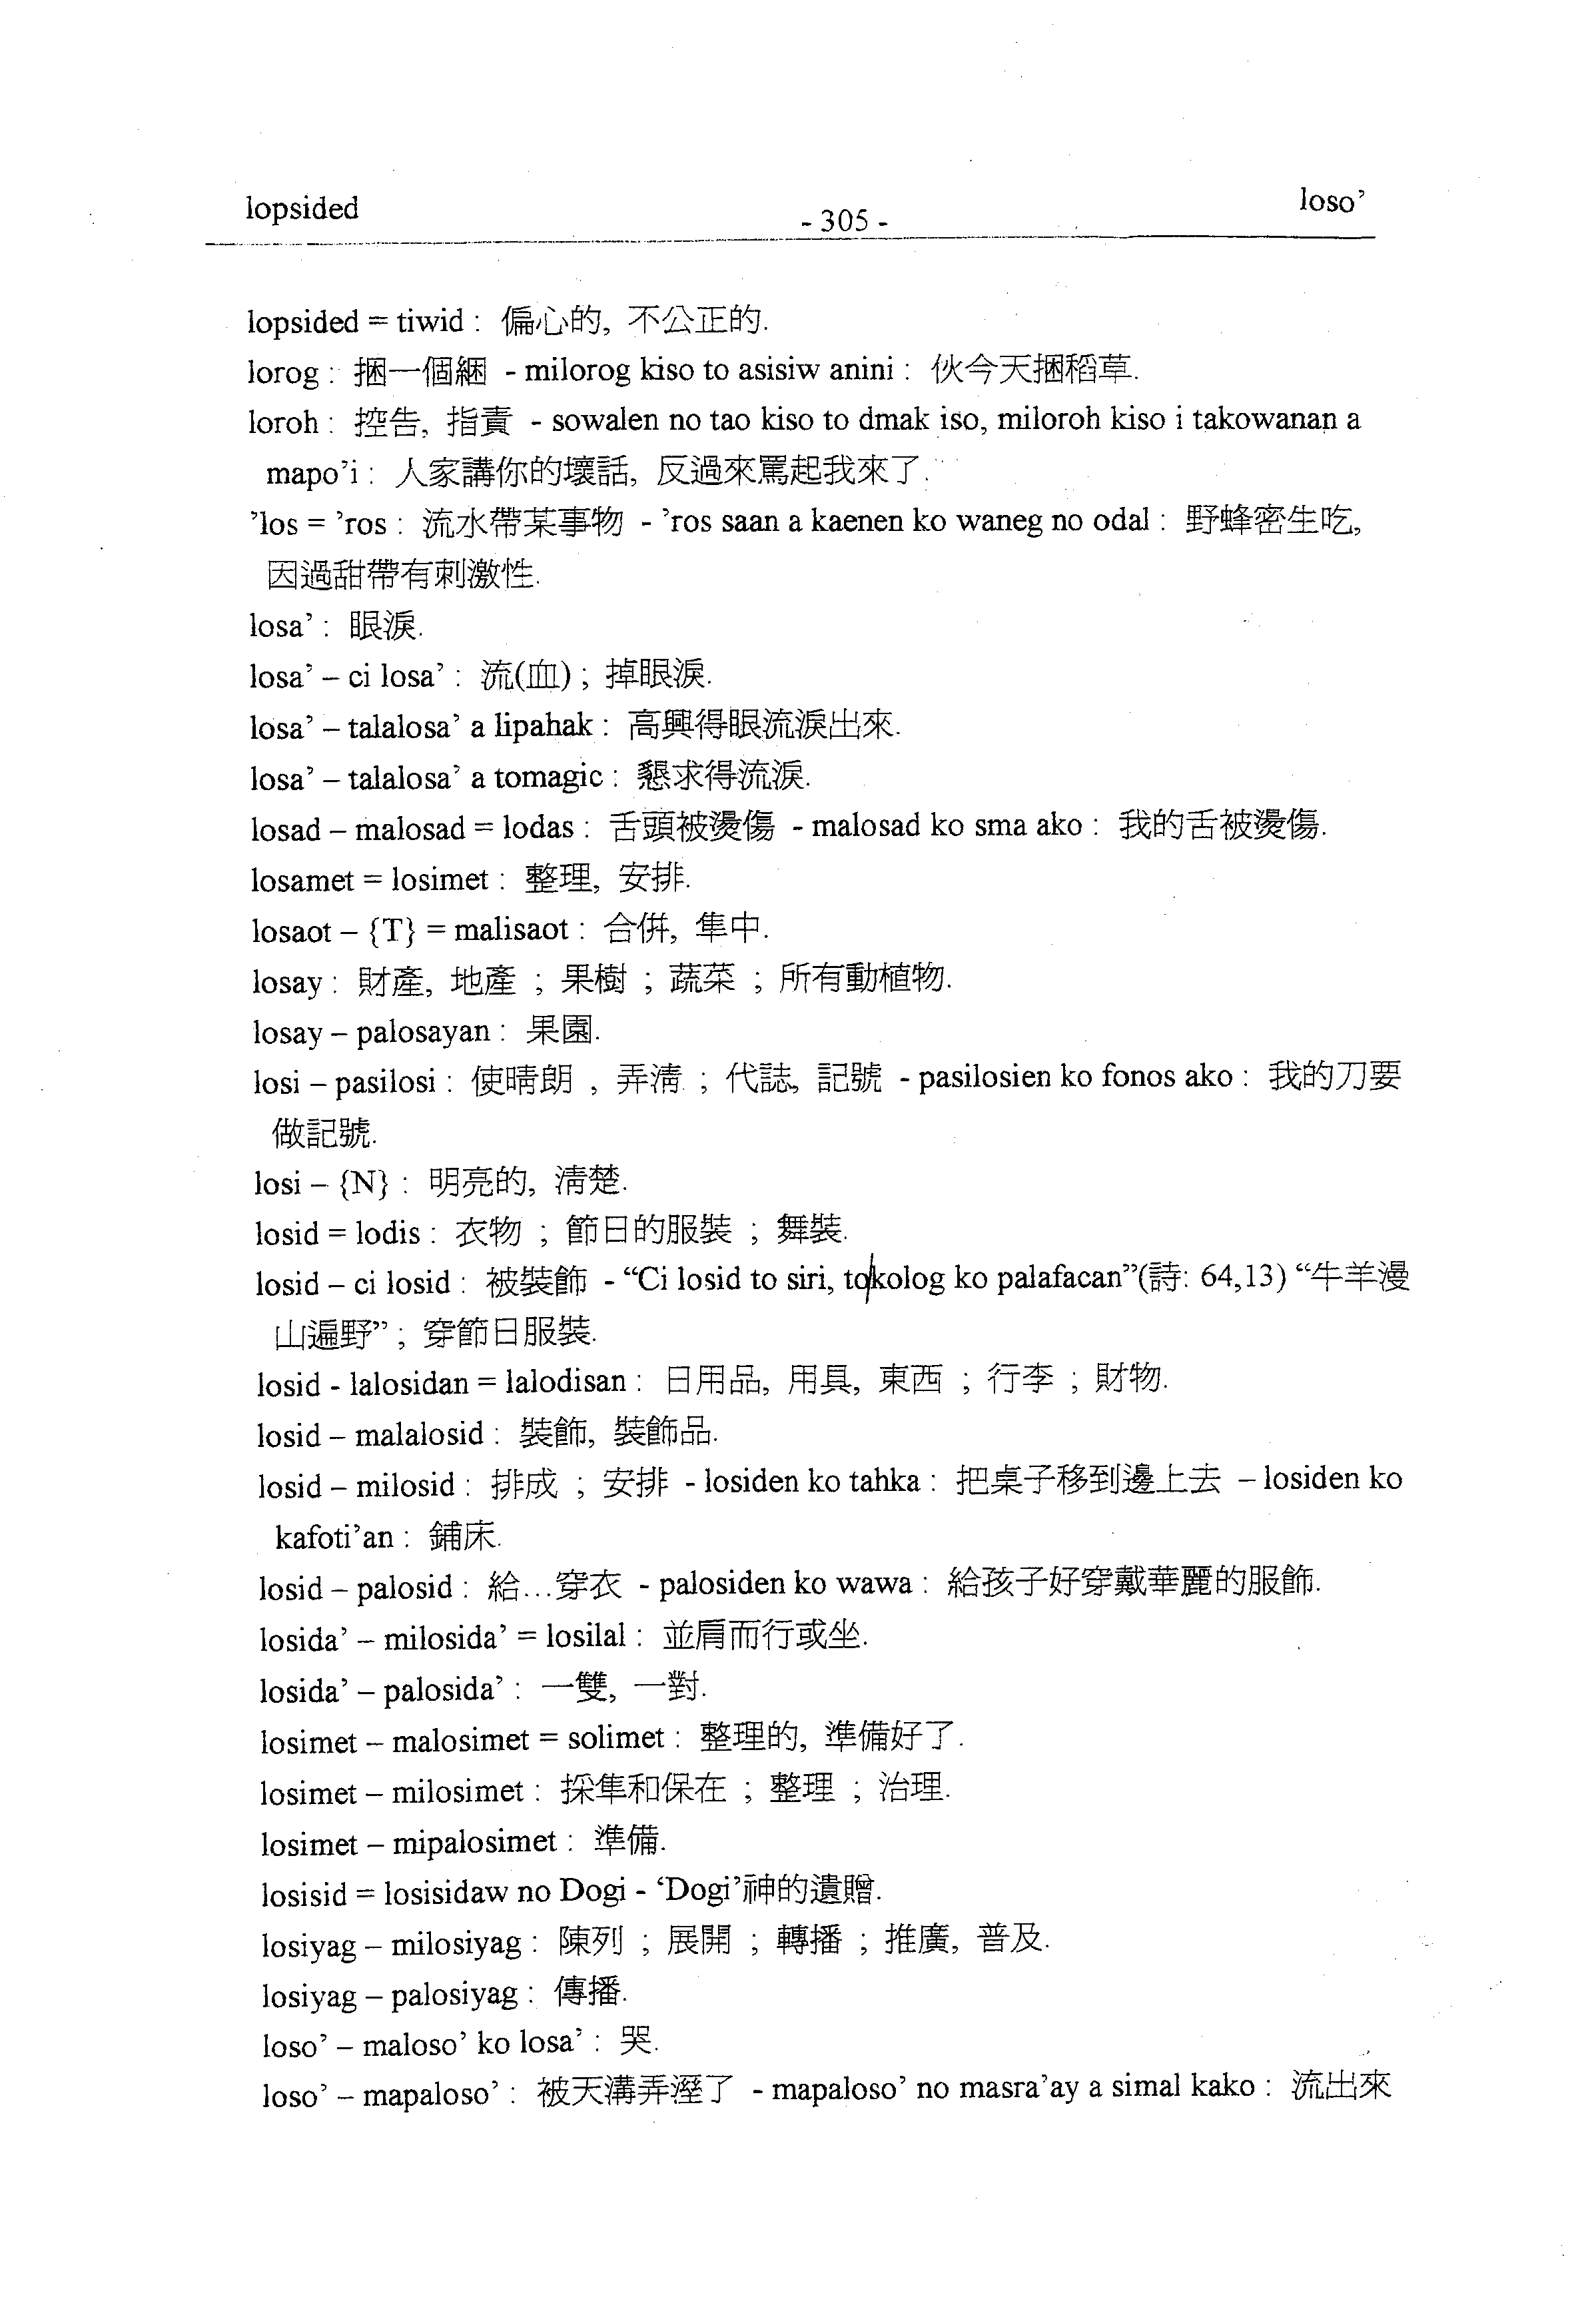 lopsided
- 305 -
loso’
lopsided = tiwid : 偏心的, 不公正的.
lorog : 捆一個綑 - milorog kiso to asisiw anini : 伙今天捆稻草.
loroh : 控告, 指責 - sowalen no tao kiso to dmak iso, miloroh kiso i takowanan a
mapo’i : 人家講你的壞話, 反過來罵起我來了.
’los = ’ros : 流水帶某事物 - ’ros saan a kaenen ko waneg no odal : 野蜂密生吃,
因過甜帶有刺激性.
losa’ : 眼淚.
losa’ – ci losa’ : 流(血) ; 掉眼淚.
losa’ – talalosa’ a lipahak : 高興得眼流淚出來.
losa’ – talalosa’ a tomagic : 懇求得流淚.
losad – malosad = lodas : 舌頭被燙傷 - malosad ko sma ako : 我的舌被燙傷.
losamet = losimet : 整理, 安排.
losaot – {T} = malisaot : 合併, 隼中.
losay : 財產, 地產 ; 果樹 ; 蔬菜 ; 所有動植物.
losay – palosayan : 果園.
losi – pasilosi : 使晴朗 , 弄清 ; 代誌, 記號 - pasilosien ko fonos ako : 我的刀要
做記號.
losi – {N} : 明亮的, 清楚.
losid = lodis : 衣物 ; 節日的服裝 ; 舞裝.
losid – ci losid : 被裝飾 - “Ci losid to siri, tokolog ko palafacan”(詩: 64,13) “牛羊漫
山遍野” ; 穿節日服裝.
losid - lalosidan = lalodisan : 日用品, 用具, 東西 ; 行李 ; 財物.
losid – malalosid : 裝飾, 裝飾品.
losid – milosid : 排成 ; 安排 - losiden ko tahka : 把桌子移到邊上去 – losiden ko
kafoti’an : 鋪床.
losid – palosid : 給...穿衣 - palosiden ko wawa : 給孩子好穿戴華麗的服飾.
losida’ – milosida’ = losilal : 並肩而行或坐.
losida’ – palosida’ : 一雙, 一對.
losimet – malosimet = solimet : 整理的, 準備好了.
losimet – milosimet : 採隼和保在 ; 整理 ; 治理.
losimet – mipalosimet : 準備.
losisid = losisidaw no Dogi - ‘Dogi’神的遺贈.
losiyag – milosiyag : 陳列 ; 展開 ; 轉播 ; 推廣, 普及.
losiyag – palosiyag : 傳播.
loso’ – maloso’ ko losa’ : 哭.
loso’ – mapaloso’ : 被天溝弄溼了 - mapaloso’ no masra’ay a simal kako : 流出來